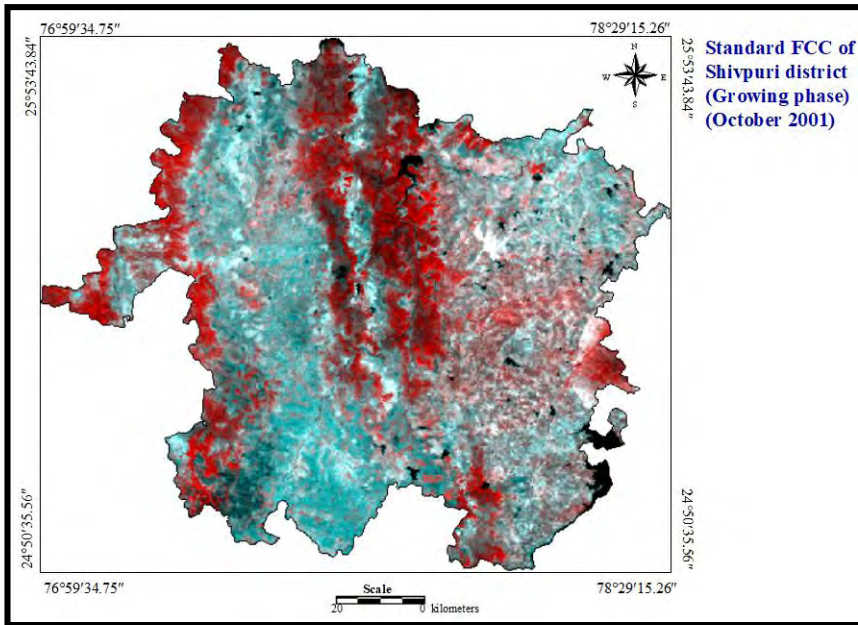 76°59′34.75″ 78°29′15.26″
25°53′43.84″ 25°53′43.84″
N
W E
S
Standard FCC of
Shivpuri district
(Growing phase)
(October 2001)
24°50′35.56″ 24°50′35.56″
76°59′34.75″ 78°29′15.26″
Scale
20 0 kilometers